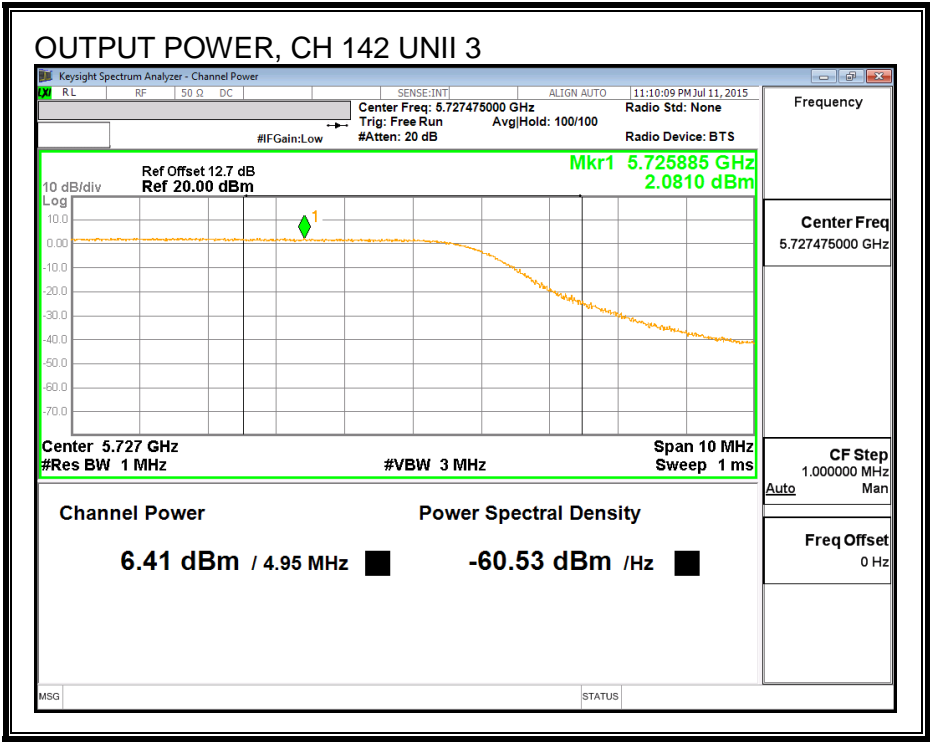 OUTPUT POWER, CH 142 UNII 3
Keysight Spectrum Analyzer - Channel Power
LXI RL RF 50 Ω DC SENSE:INT ALIGN AUTO 11:10:09 PM Jul 11, 2015
Center Freq: 5.727475000 GHz Radio Std: None
Trig: Free Run Avg|Hold: 100/100
#IFGain:Low #Atten: 20 dB Radio Device: BTS
Frequency
Mkr1 5.725885 GHz
2.0810 dBm
Ref Offset 12.7 dB
10 dB/div Ref 20.00 dBm
Log
10.0
0.00
-10.0
-20.0
-30.0
-40.0
-50.0
-60.0
-70.0
1
Center 5.727 GHz Span 10 MHz
#Res BW 1 MHz #VBW 3 MHz Sweep 1 ms
Channel Power Power Spectral Density
6.41 dBm / 4.95 MHz -60.53 dBm /Hz
Center Freq
5.727475000 GHz
CF Step
1.000000 MHz
Auto Man
Freq Offset
0 Hz
MSG STATUS